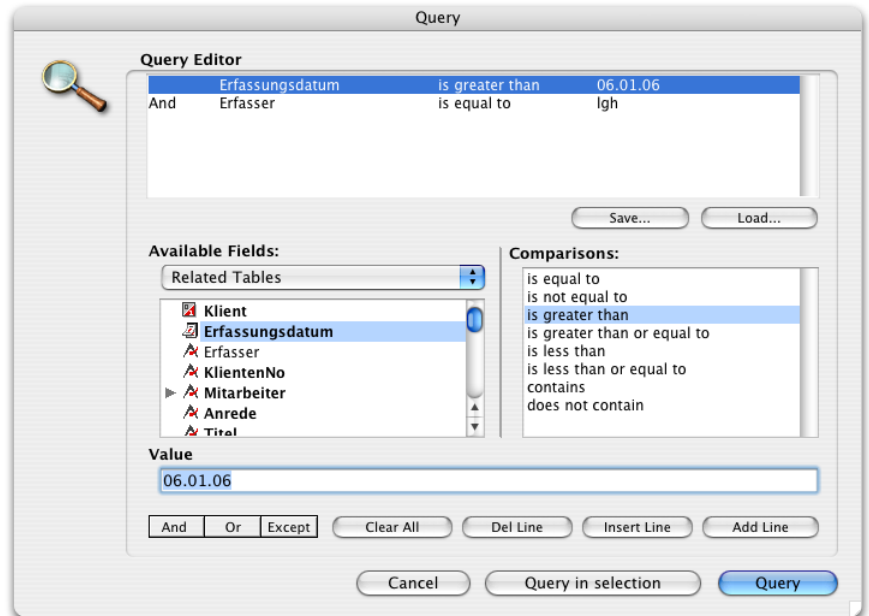 Query
Query Editor
Erfassungsdatum is greater than 06.01.06
And Erfasser is equal to lgh
Save... Load...
Available Fields:
Related Tables
Klient
Erfassungsdatum
Erfasser
KlientenNo
Mitarbeiter
Anrede
Titel
Comparisons:
is equal to
is not equal to
is greater than
is greater than or equal to
is less than
is less than or equal to
contains
does not contain
Value
06.01.06
And Or Except Clear All Del Line Insert Line Add Line
Cancel Query in selection Query